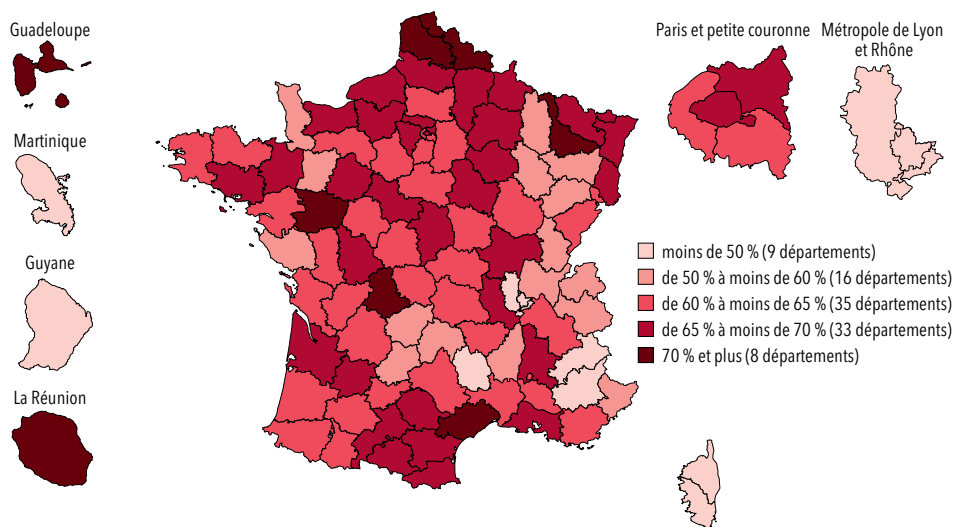 Guadeloupe
Martinique
Guyane
La Réunion
Paris et petite couronne
Métropole de Lyon
et Rhône
moins de 50 % (9 départements)
de 50 % à moins de 60 % (16 départements)
de 60 % à moins de 65 % (35 départements)
de 65 % à moins de 70 % (33 départements)
70 % et plus (8 départements)